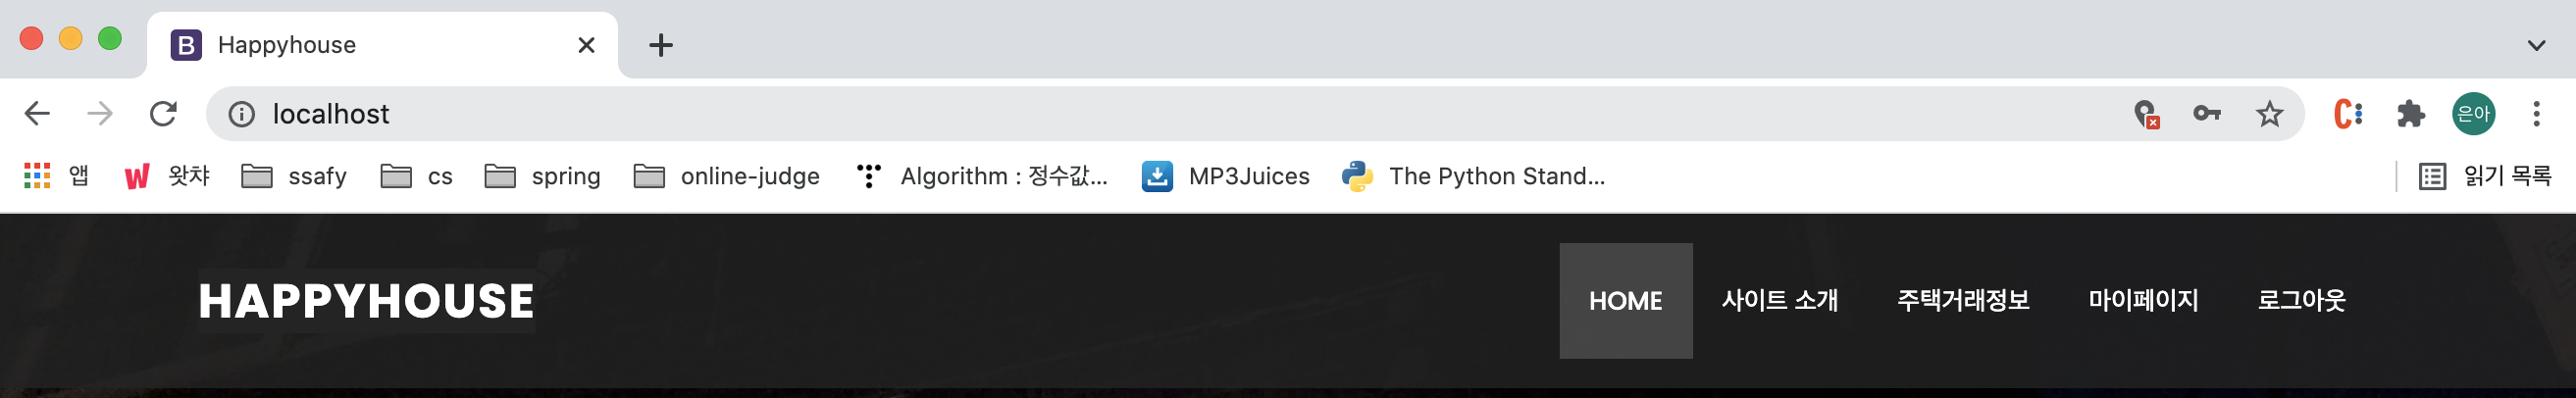 B Happyhouse
localhost
은아
앱 왓챠 ssafy cs spring online-judge Algorithm : 정수값... MP3Juices The Python Stand... 읽기 목록
HAPPYHOUSE HOME 사이트 소개 주택거래정보 마이페이지 로그아웃